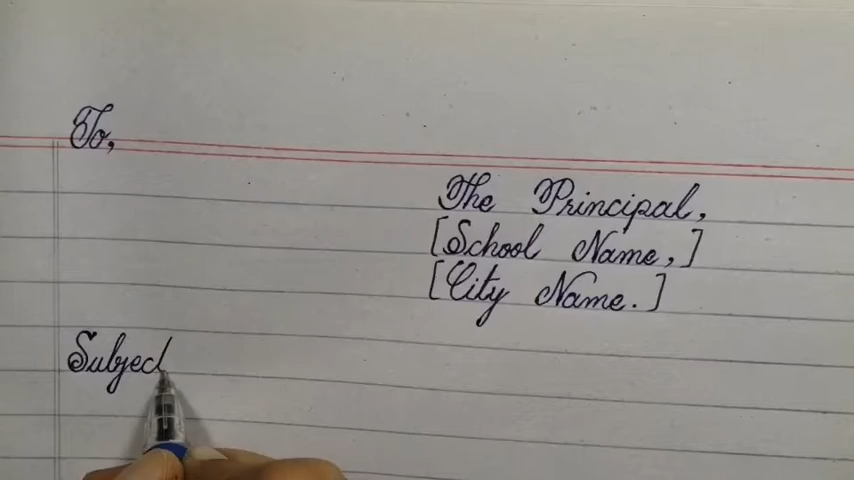 To,
The Principal,
[School Name,]
[City Name.]
Subject